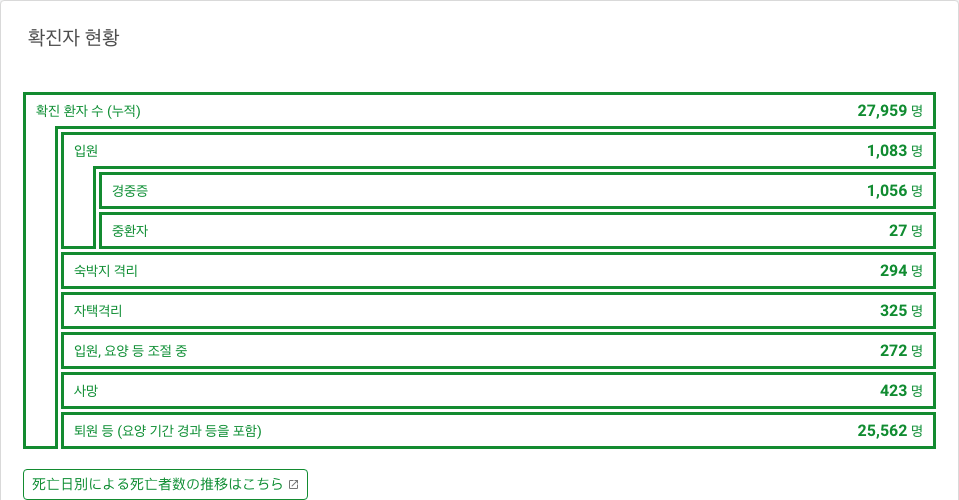 확진자 현황
확진 환자 수 (누적) 27,959 명
입원 1,083 명
경중증 1,056 명
중환자 27 명
숙박지 격리 294 명
자택격리 325 명
입원, 요양 등 조절 중 272 명
사망 423 명
퇴원 등 (요양 기간 경과 등을 포함) 25,562 명
死亡日別による死亡者数の推移はこちら